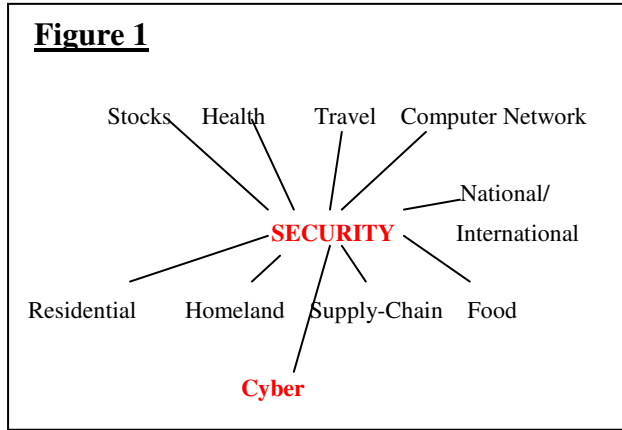 Figure 1
Stocks Health Travel Computer Network
National/
SECURITY International
Residential Homeland Supply-Chain Food
Cyber